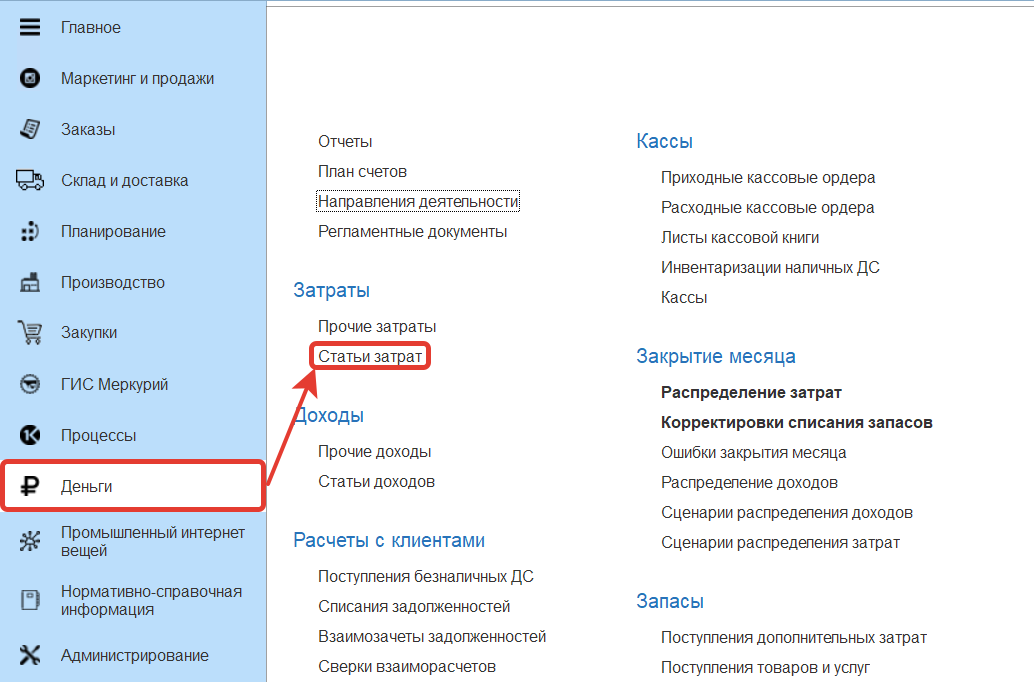 Главное
Маркетинг и продажи
Заказы
Склад и доставка
Планирование
Производство
Закупки
ГИС Меркурий
Процессы
Деньги
Промышленный интернет
вещей
Нормативно-справочная
информация
Администрирование
Отчеты
План счетов
Направления деятельности
Регламентные документы
Затраты
Прочие затраты
Статьи затрат
Доходы
Прочие доходы
Статьи доходов
Расчеты с клиентами
Поступления безналичных ДС
Списания задолженностей
Взаимозачеты задолженностей
Сверки взаиморасчетов
Кассы
Приходные кассовые ордера
Расходные кассовые ордера
Листы кассовой книги
Инвентаризации наличных ДС
Кассы
Закрытие месяца
Распределение затрат
Корректировки списания запасов
Ошибки закрытия месяца
Распределение доходов
Сценарии распределения доходов
Сценарии распределения затрат
Запасы
Поступления дополнительных затрат
Поступления товаров и услуг